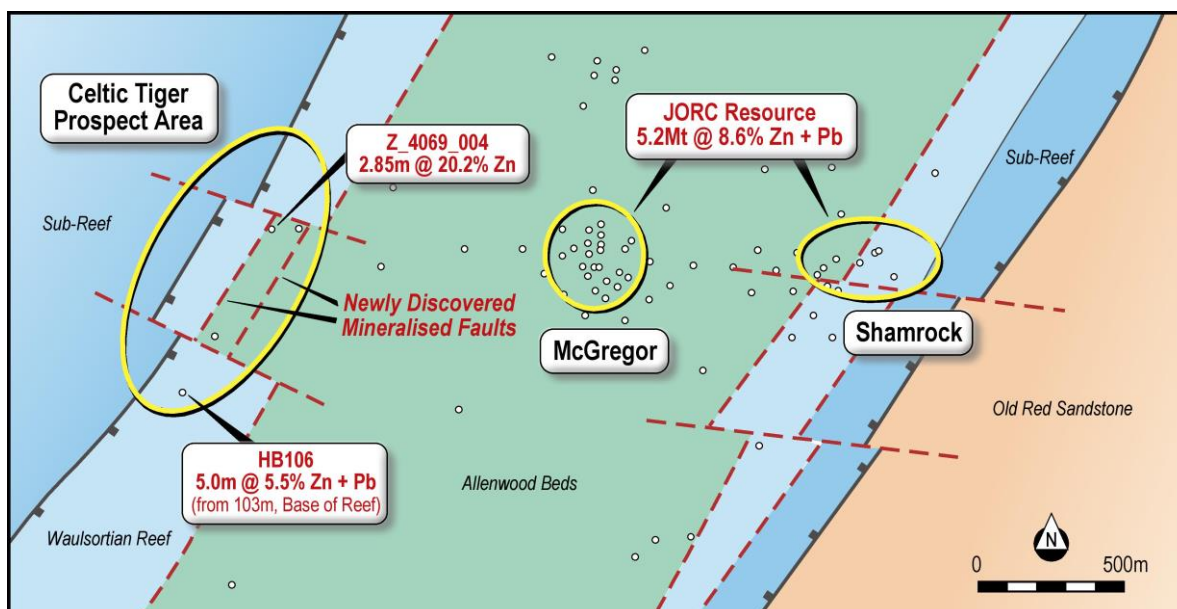 Celtic Tiger
Prospect Area
Z_4069_004
2.85m @ 20.2% Zn
JORC Resource
5.2Mt @ 8.6% Zn + Pb
Sub-Reef
Sub-Reef
Newly Discovered
Mineralised Faults
McGregor
Shamrock
Old Red Sandstone
HB106
5.0m @ 5.5% Zn + Pb
(from 103m, Base of Reef)
Allenwood Beds
Waulsortian Reef
N
0 500m